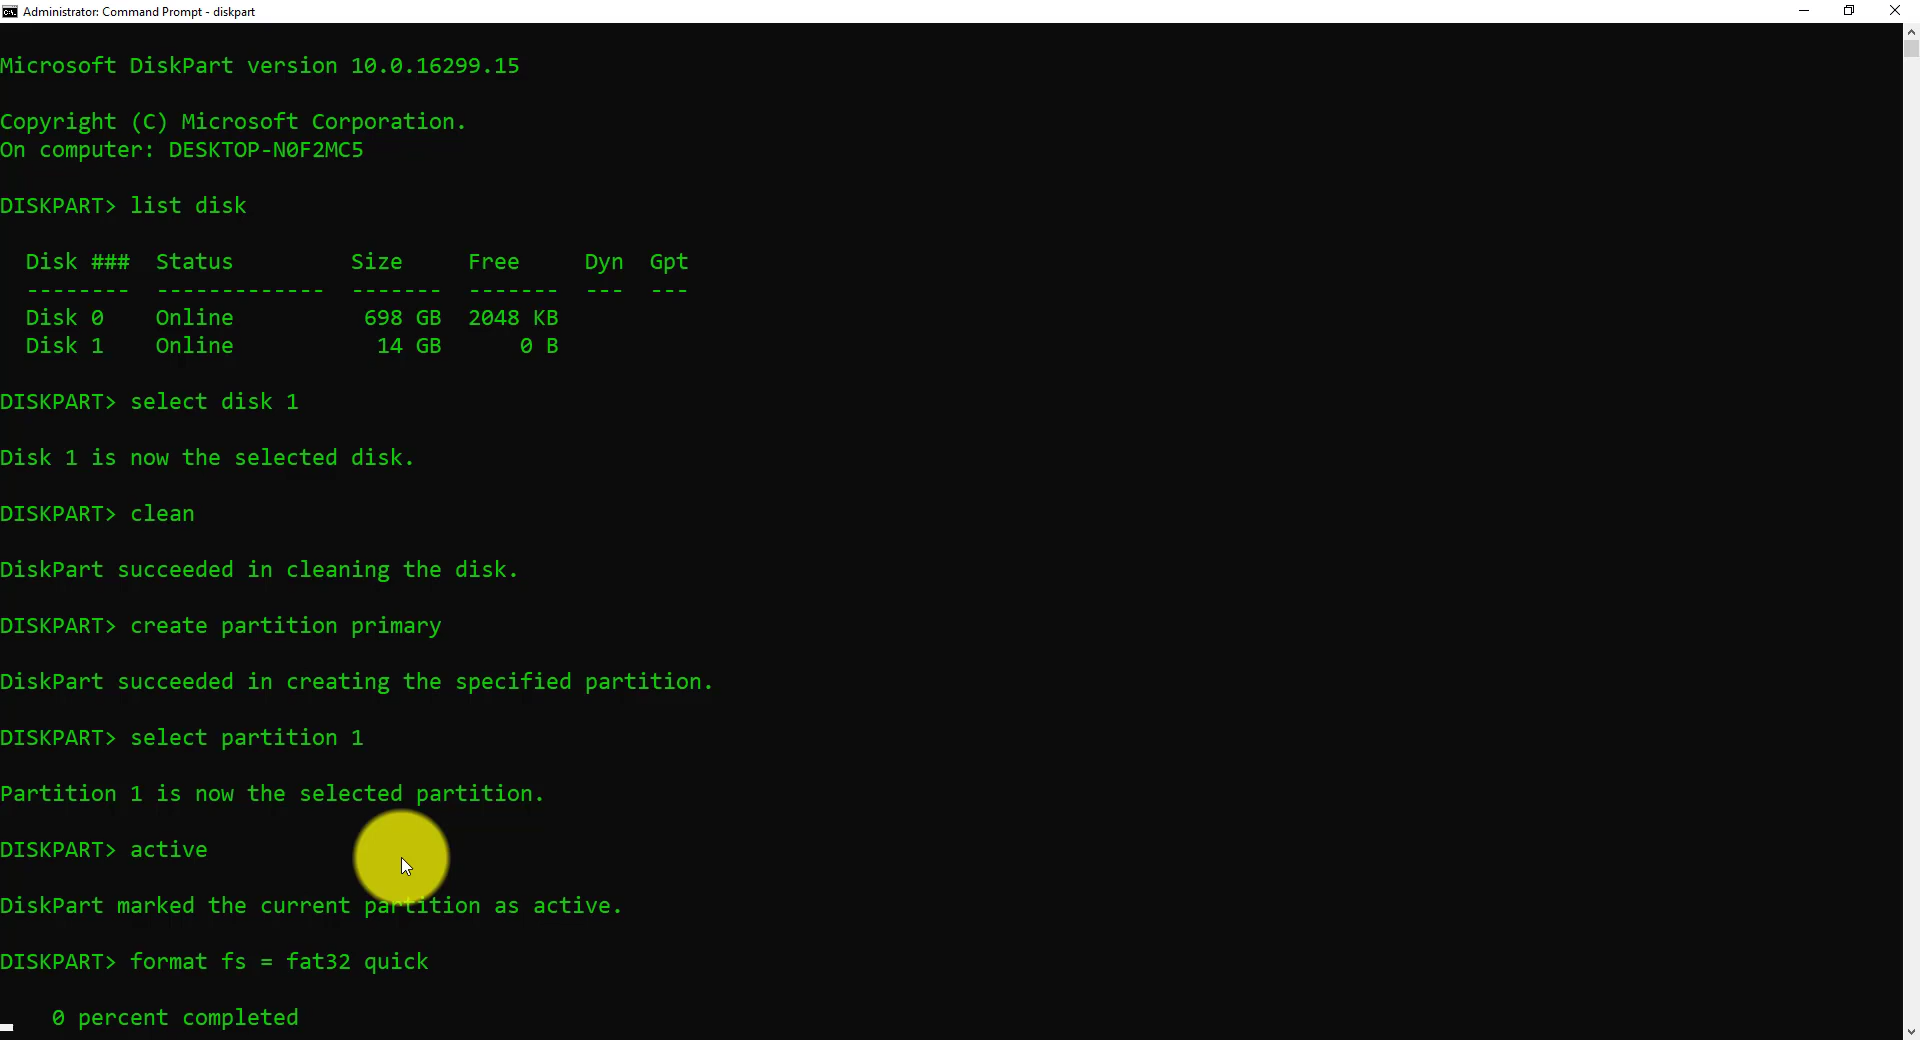 Administrator: Command Prompt - diskpart
Microsoft DiskPart version 10.0.16299.15
Copyright (C) Microsoft Corporation.
On computer: DESKTOP-N0F2MC5
DISKPART> list disk
Disk ### Status Size Free Dyn Gpt
-------- ------------- ------- ------- --- ---
Disk 0 Online 698 GB 2048 KB
Disk 1 Online 14 GB 0 B
DISKPART> select disk 1
Disk 1 is now the selected disk.
DISKPART> clean
DiskPart succeeded in cleaning the disk.
DISKPART> create partition primary
DiskPart succeeded in creating the specified partition.
DISKPART> select partition 1
Partition 1 is now the selected partition.
DISKPART> active
DiskPart marked the current partition as active.
DISKPART> format fs = fat32 quick
0 percent completed